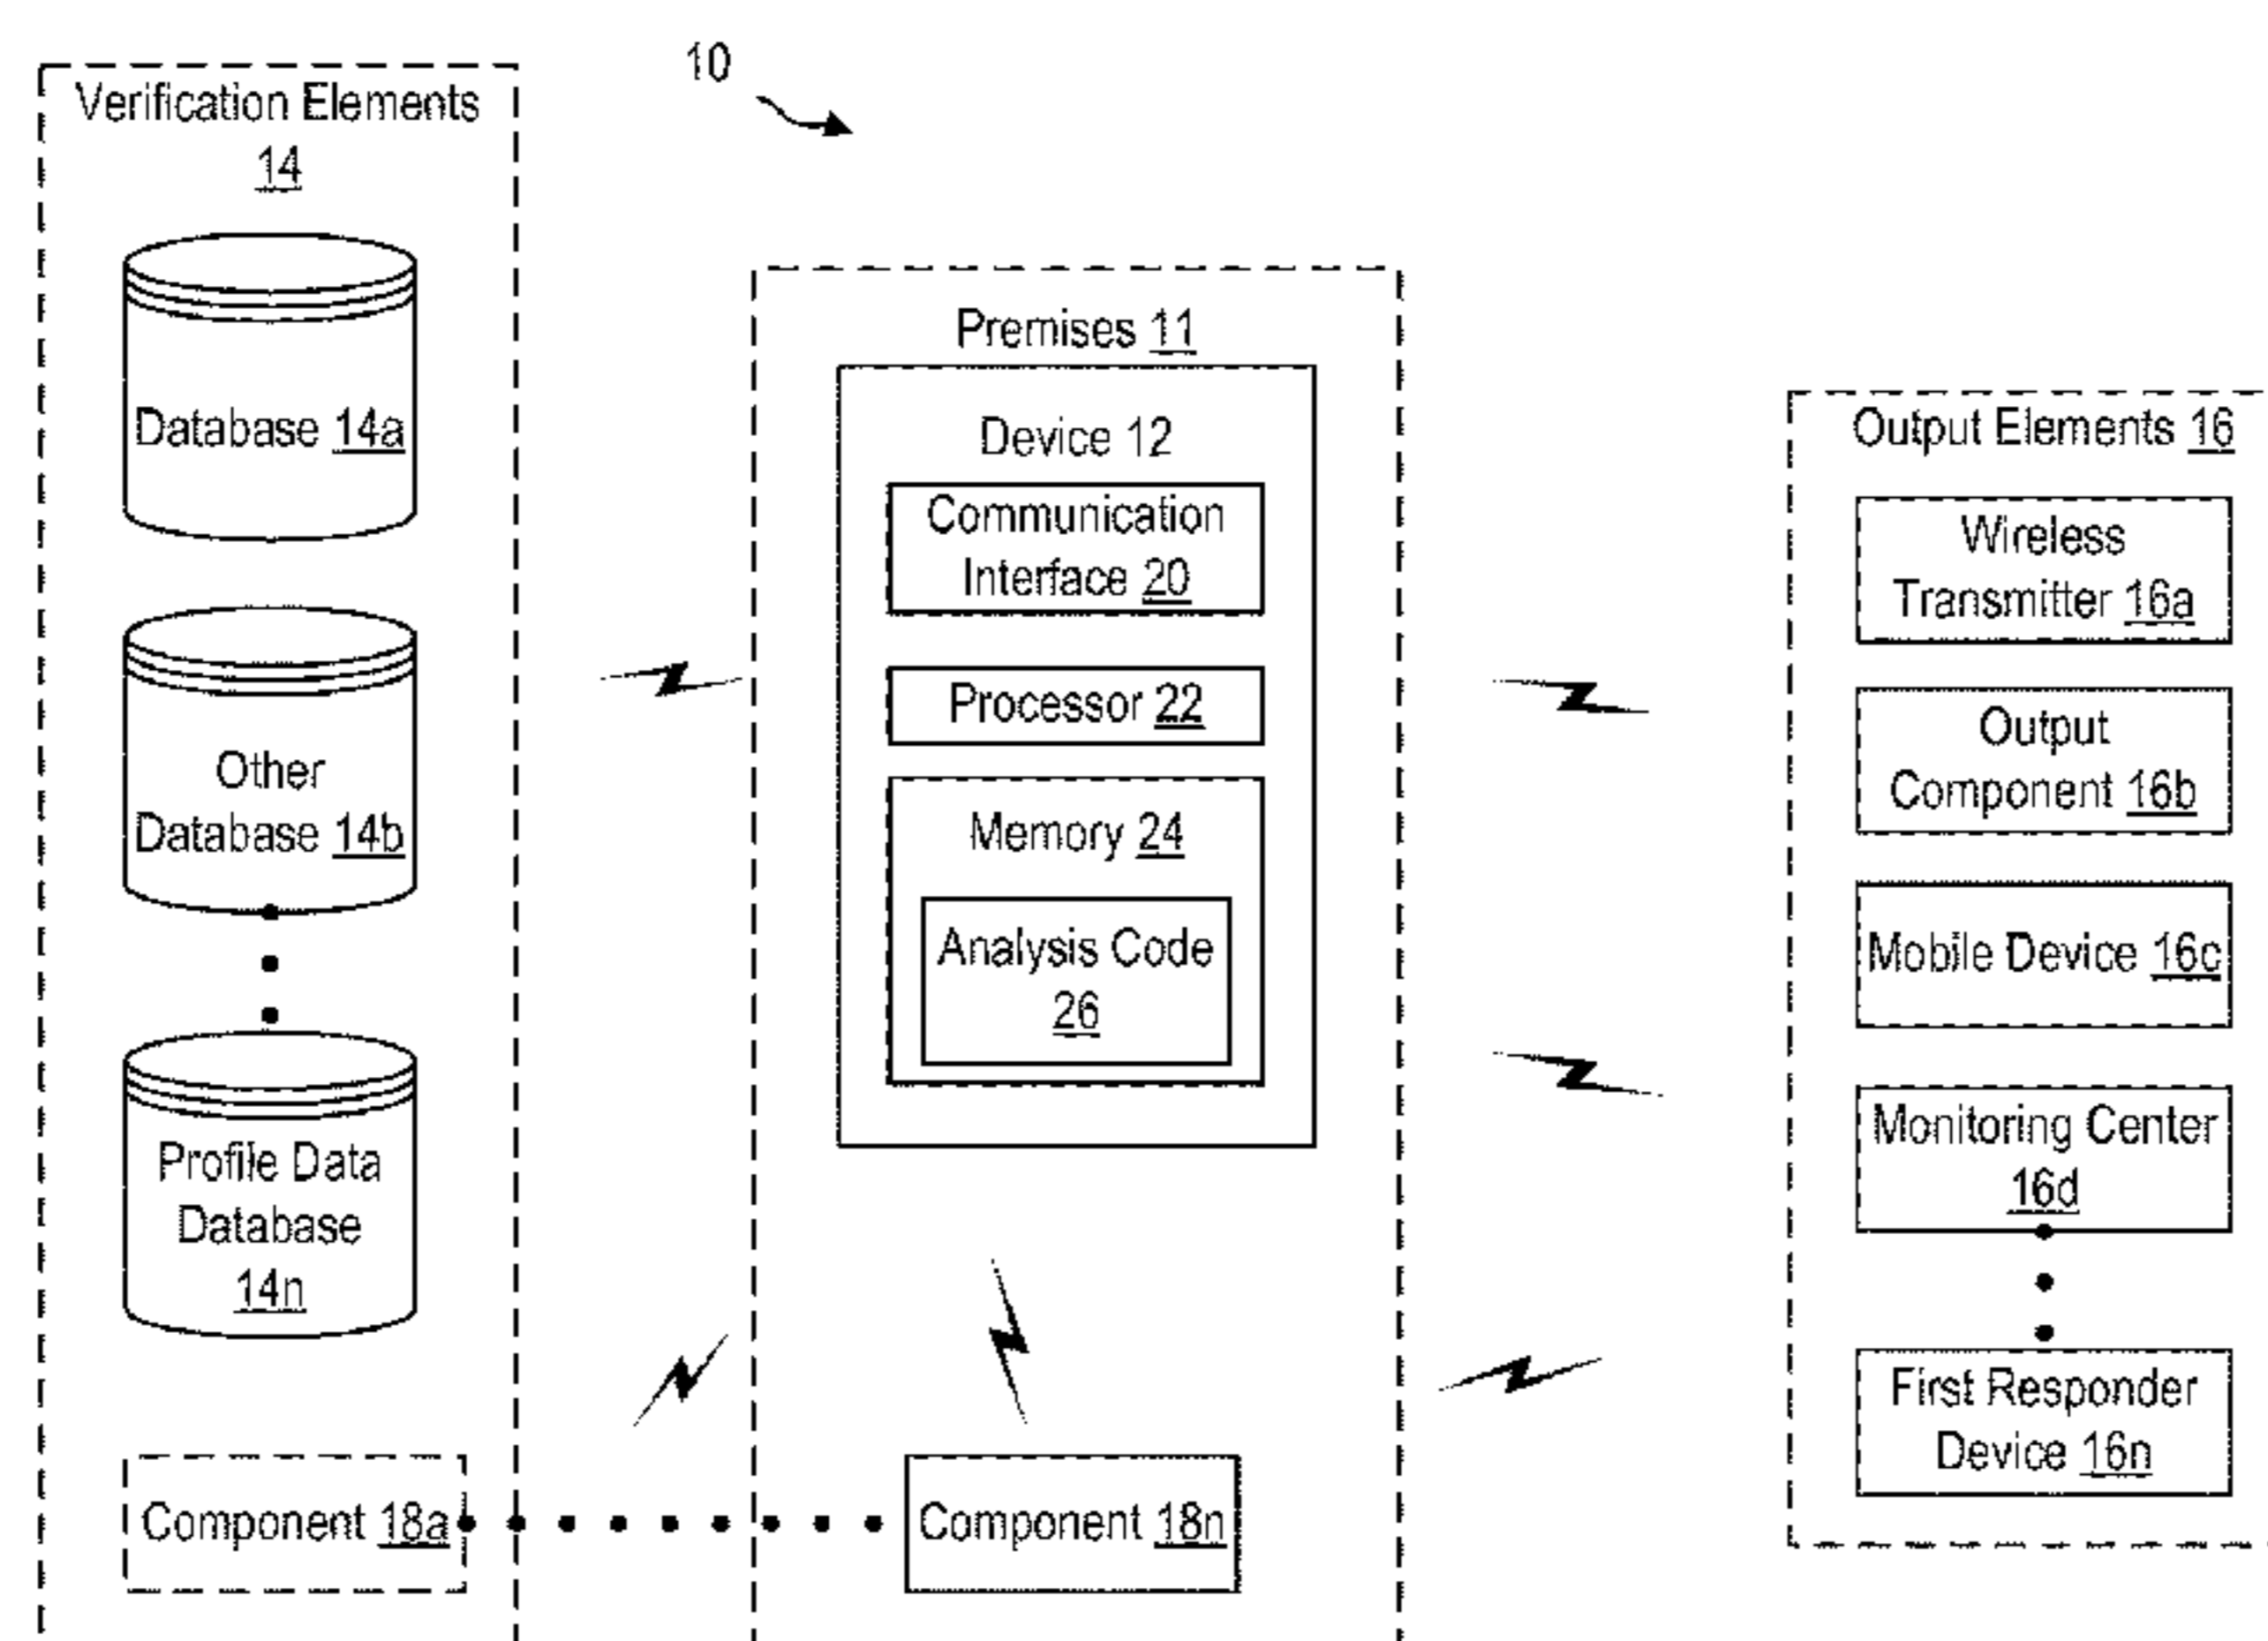 10
Verification Elements
14
Database 14a
Other
Database 14b
Profile Data
Database
14n
Component 18a
Premises 11
Device 12
Communication
Interface 20
Processor 22
Memory 24
Analysis Code
26
Component 18n
Output Elements 16
Wireless
Transmitter 16a
Output
Component 16b
Mobile Device 16c
Monitoring Center
16d
First Responder
Device 16n